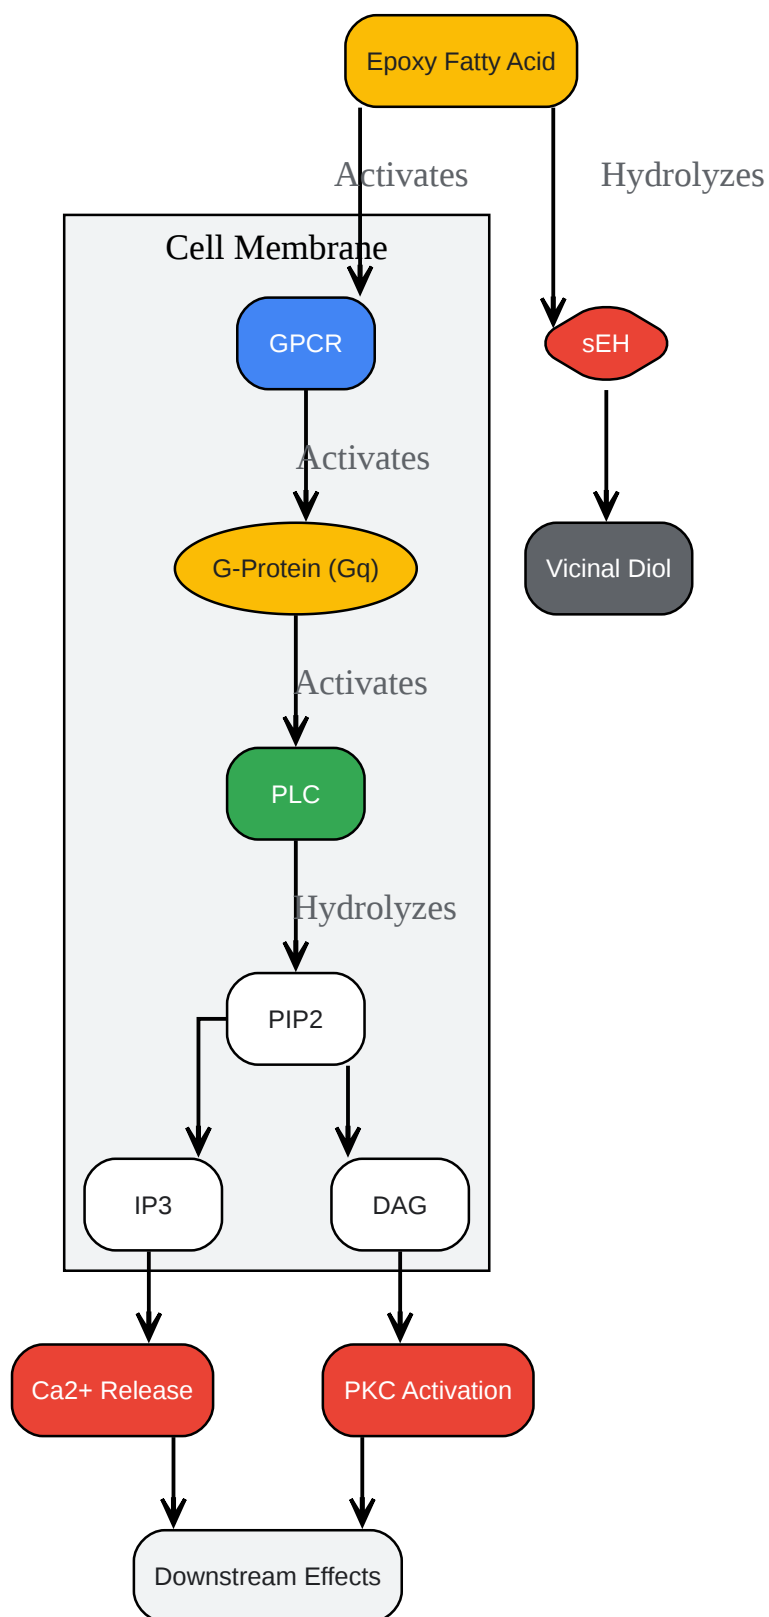 Epoxy Fatty Acid
Activates
Hydrolyzes
Cell Membrane
GPCR
sEH
Activates
G-Protein (Gq)
Vicinal Diol
Activates
PLC
Hydrolyzes
PIP2
IP3
DAG
Ca2+ Release
PKC Activation
Downstream Effects